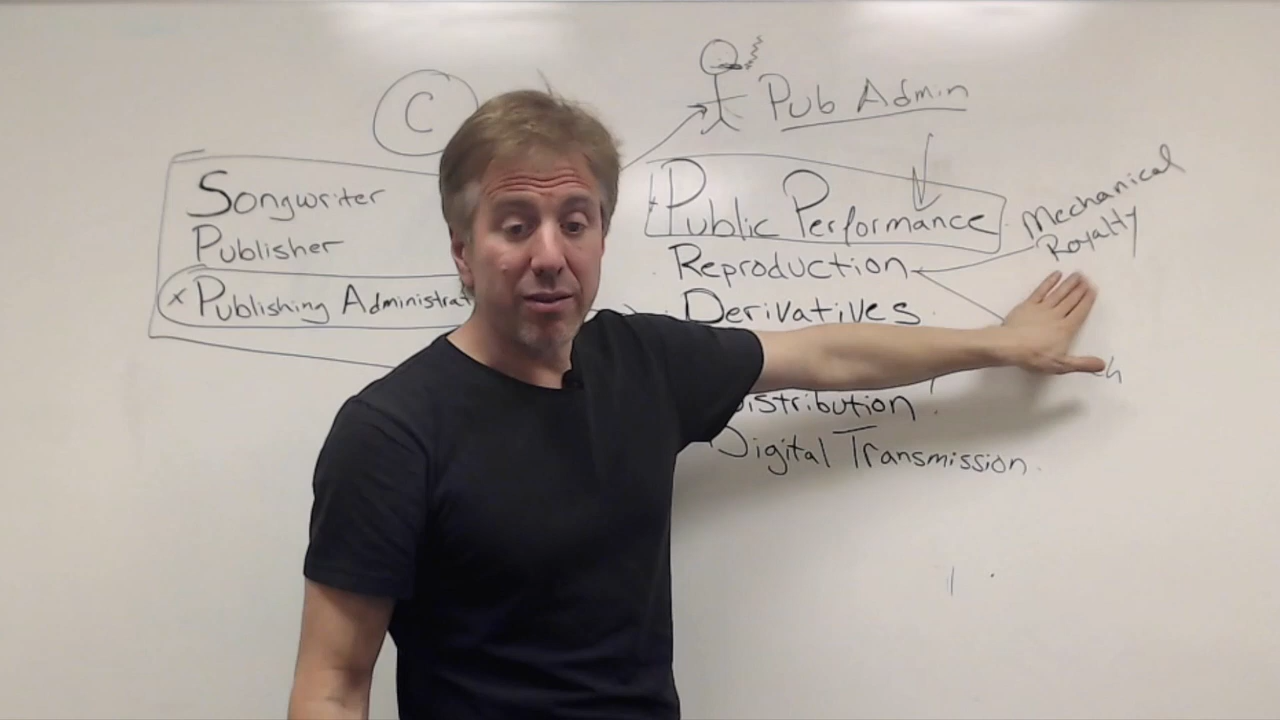 C
Songwriter
Publisher
x Publishing Administrat
Pub Admin
Public Performance
Reproduction
Derivatives
Distribution
Digital Transmission
Mechanical
Royalty